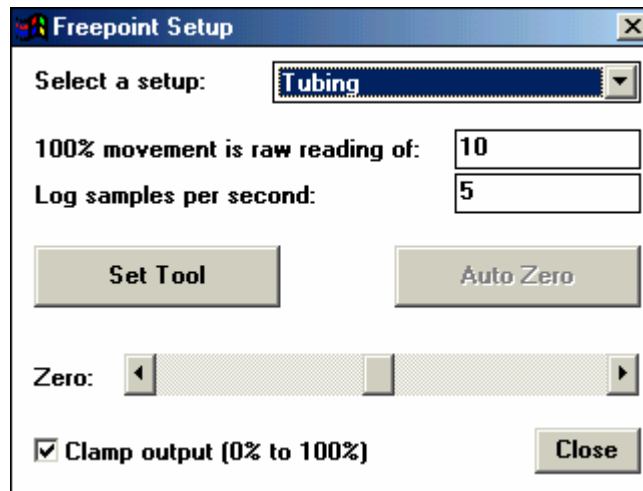 Freepoint Setup
Select a setup: Tubing
100% movement is raw reading of: 10
Log samples per second: 5
Set Tool Auto Zero
Zero:
Clamp output (0% to 100%) Close